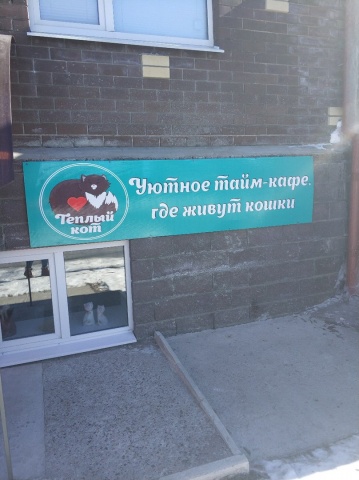 Теплый
кот
Уютное тайм-кафе,
где живут кошки